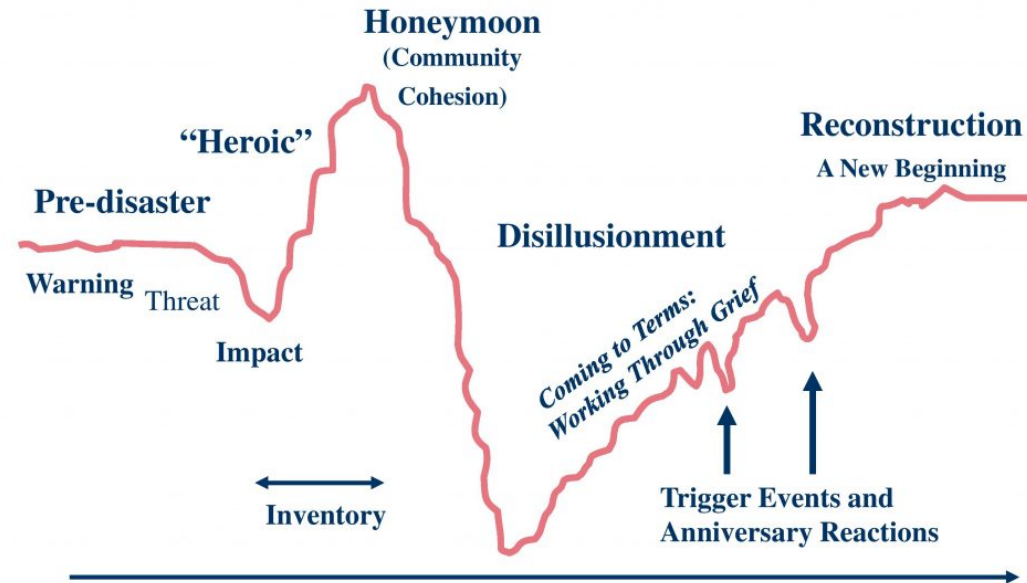 Honeymoon
(Community
Cohesion)
“Heroic”
Reconstruction
A New Beginning
Pre-disaster
Disillusionment
Warning
Threat
Impact
Coming to Terms:
Working Through Grief
Inventory
Trigger Events and
Anniversary Reactions